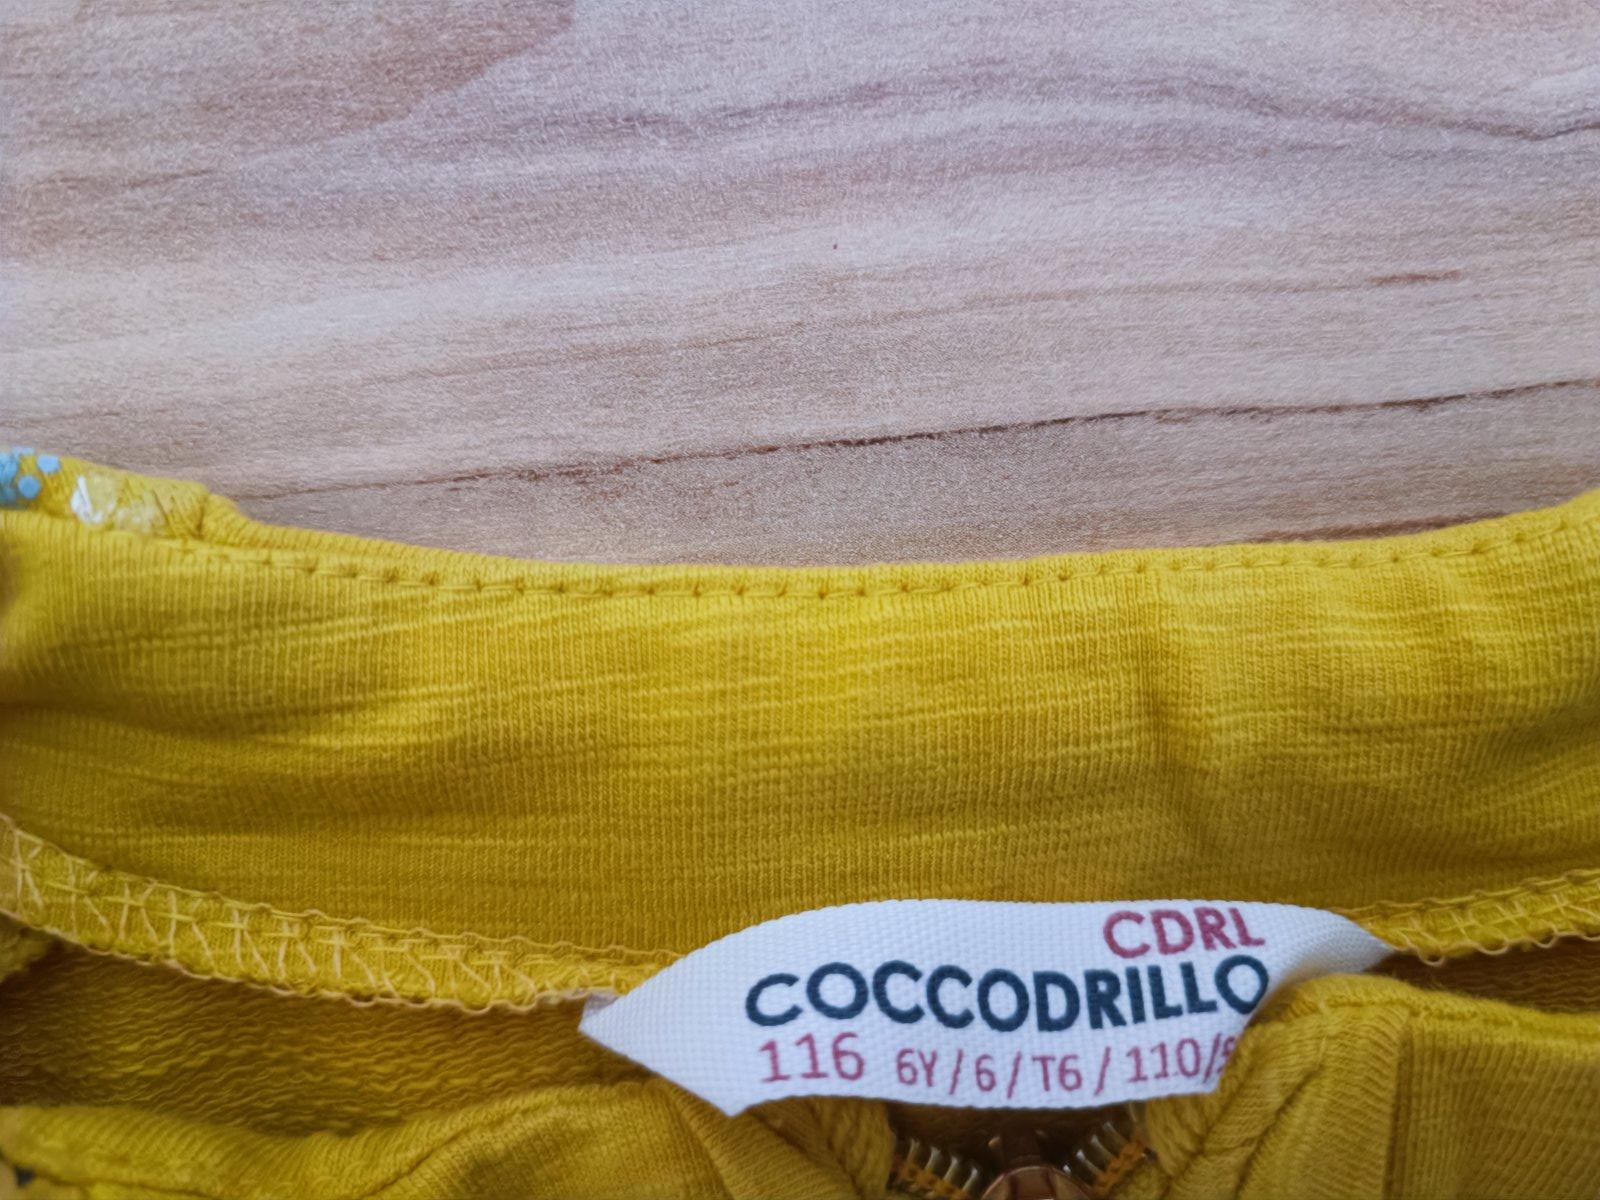 CDRL
COCCODRILLO
116 6Y / 6 / T6 / 110/